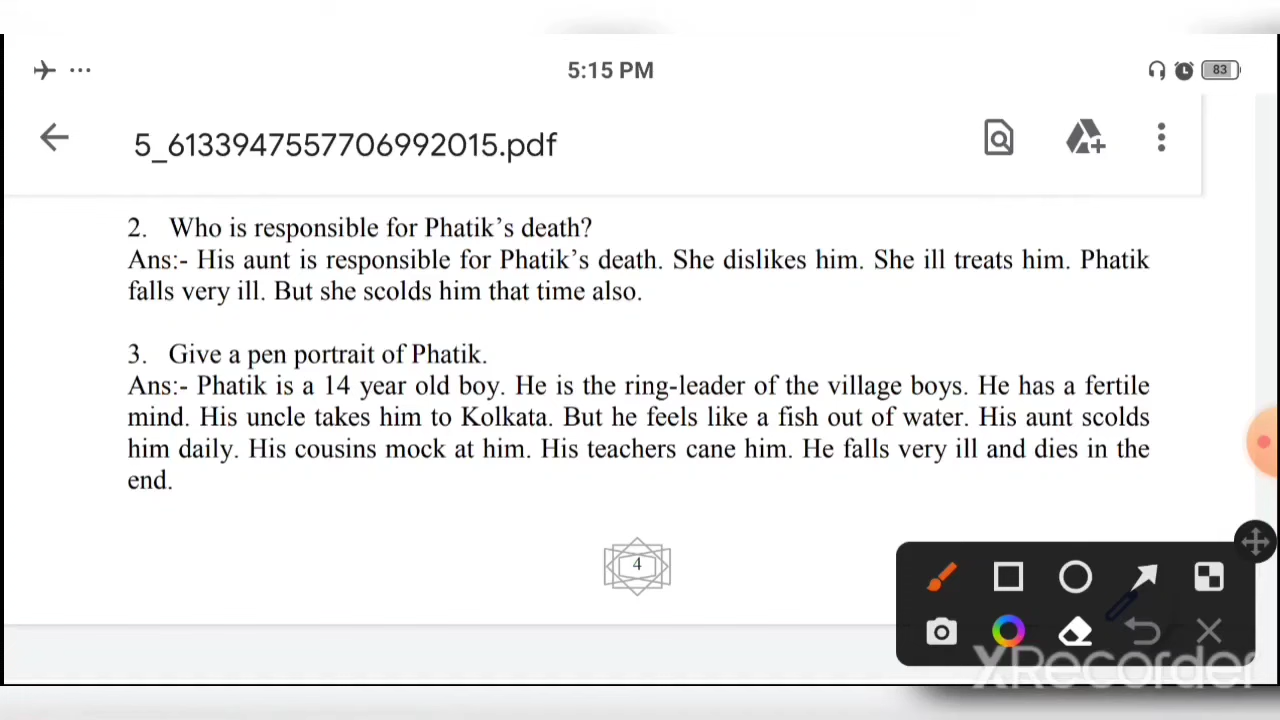 5:15 PM
83
5_6133947557706992015.pdf
2. Who is responsible for Phatik’s death?
Ans:- His aunt is responsible for Phatik’s death. She dislikes him. She ill treats him. Phatik
falls very ill. But she scolds him that time also.
3. Give a pen portrait of Phatik.
Ans:- Phatik is a 14 year old boy. He is the ring-leader of the village boys. He has a fertile
mind. His uncle takes him to Kolkata. But he feels like a fish out of water. His aunt scolds
him daily. His cousins mock at him. His teachers cane him. He falls very ill and dies in the
end.
4
XRecorder